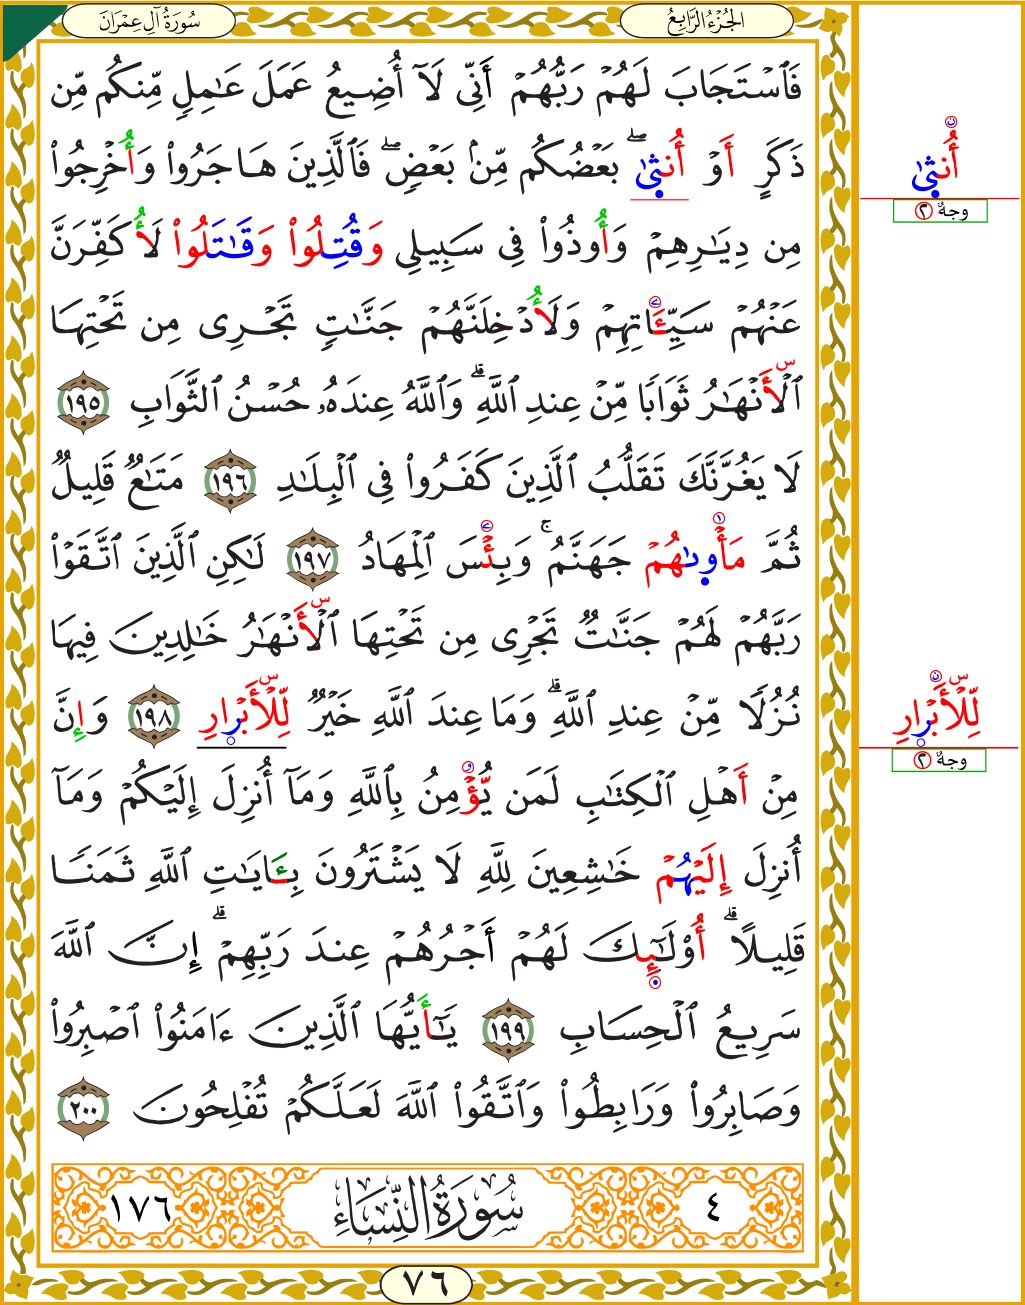 الجُزْءُ الرَّابِعُ
سُورَةُ آلِ عِمْرَانَ
فَٱسۡتَجَابَ لَهُمۡ رَبُّهُمۡ أَنِّى لَآ أُضِيعُ عَمَلَ عَٰمِلٖ مِّنكُم مِّن
ذَكَرٍ أَوۡ أُنثَىٰۖ بَعۡضُكُم مِّنۢ بَعۡضٖۖ فَٱلَّذِينَ هَاجَرُواْ وَأُخۡرِجُواْ
مِن دِيَٰرِهِمۡ وَأُوذُواْ فِى سَبِيلِى وَقُتِلُواْ وَقَٰتَلُواْ لَأُكَفِّرَنَّ
عَنۡهُمۡ سَيِّـَٔاتِهِمۡ وَلَأُدۡخِلَنَّهُمۡ جَنَّٰتٖ تَجۡرِى مِن تَحۡتِهَا
ٱلۡأَنۡهَٰرُ ثَوَابٗا مِّنۡ عِندِ ٱللَّهِۗ وَٱللَّهُ عِندَهُۥ حُسۡنُ ٱلثَّوَابِ ١٩٥
لَا يَغُرَّنَّكَ تَقَلُّبُ ٱلَّذِينَ كَفَرُواْ فِى ٱلۡبِلَٰدِ ١٩٦ مَتَٰعٞ قَلِيلٞ
ثُمَّ مَأۡوَىٰهُمۡ جَهَنَّمُۚ وَبِئۡسَ ٱلۡمِهَادُ ١٩٧ لَٰكِنِ ٱلَّذِينَ ٱتَّقَوۡاْ
رَبَّهُمۡ لَهُمۡ جَنَّٰتٞ تَجۡرِى مِن تَحۡتِهَا ٱلۡأَنۡهَٰرُ خَٰلِدِينَ فِيهَا
نُزُلٗا مِّنۡ عِندِ ٱللَّهِۗ وَمَا عِندَ ٱللَّهِ خَيۡرٞ لِّلۡأَبۡرَارِ ١٩٨ وَإِنَّ
مِنۡ أَهۡلِ ٱلۡكِتَٰبِ لَمَن يُؤۡمِنُ بِٱللَّهِ وَمَآ أُنزِلَ إِلَيۡكُمۡ وَمَآ
أُنزِلَ إِلَيۡهُمۡ خَٰشِعِينَ لِلَّهِ لَا يَشۡتَرُونَ بِـَٔايَٰتِ ٱللَّهِ ثَمَنٗا
قَلِيلًاۗ أُوْلَٰٓئِكَ لَهُمۡ أَجۡرُهُمۡ عِندَ رَبِّهِمۡۗ إِنَّ ٱللَّهَ
سَرِيعُ ٱلۡحِسَابِ ١٩٩ يَٰٓأَيُّهَا ٱلَّذِينَ ءَامَنُواْ ٱصۡبِرُواْ
وَصَابِرُواْ وَرَابِطُواْ وَٱتَّقُواْ ٱللَّهَ لَعَلَّكُمۡ تُفۡلِحُونَ ٢٠٠
٤ سُورَةُ النِّسَاءِ ١٧٦
٧٦
أُنثَىٰ
وجهٌ ٢
لِّلۡأَبۡرَارِ
وجهٌ ٢